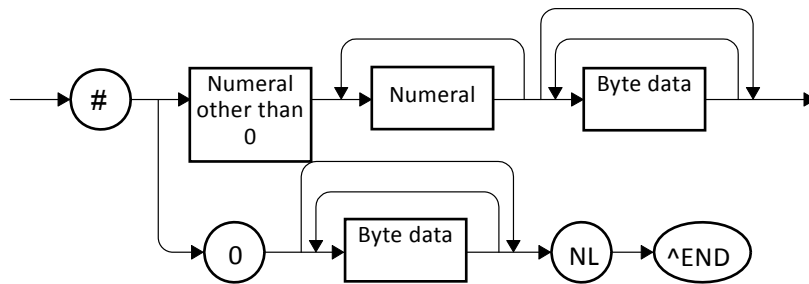 #
Numeral
other than
0
Numeral
Byte data
0
Byte data
NL
^END